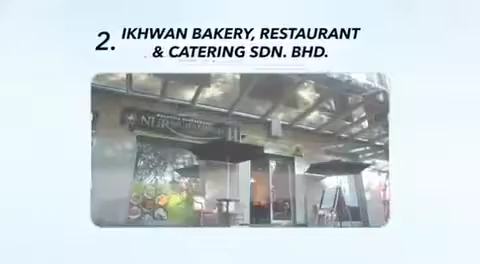 2. IKHWAN BAKERY, RESTAURANT
& CATERING SDN. BHD.